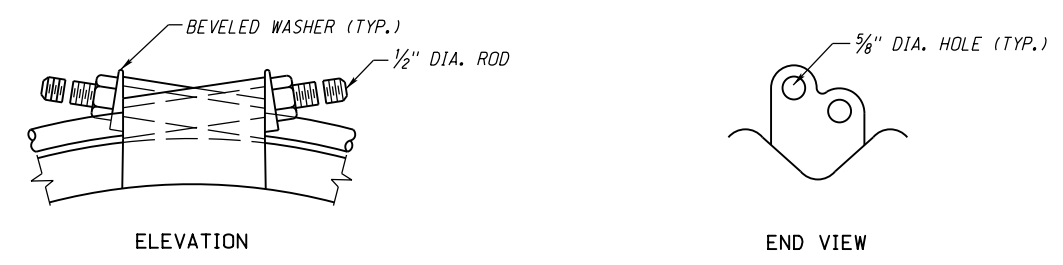 BEVELED WASHER (TYP.)
1/2" DIA. ROD
5/8" DIA. HOLE (TYP.)
ELEVATION
END VIEW